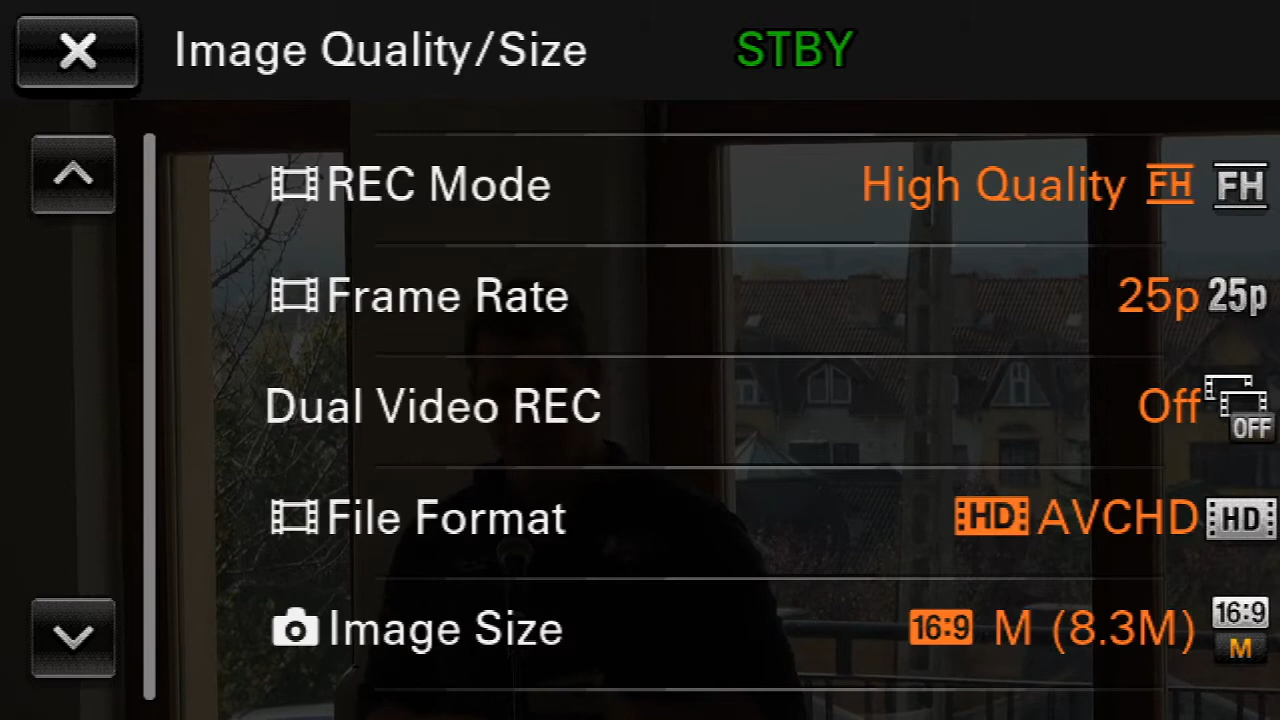 Image Quality/Size STBY
REC Mode High Quality FH FH
Frame Rate 25p 25p
Dual Video REC Off OFF
File Format HD AVCHD HD
Image Size 16:9 M (8.3M) 16:9 M